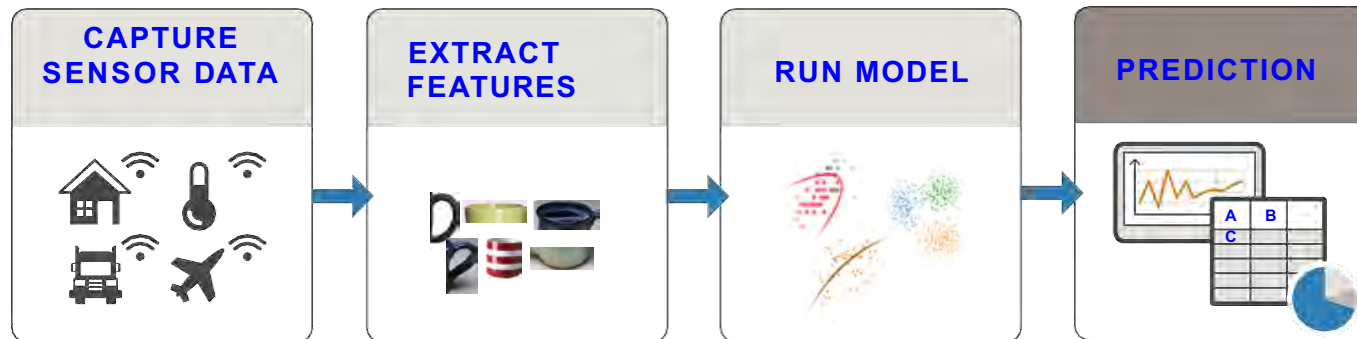 CAPTURE
SENSOR DATA
EXTRACT
FEATURES
RUN MODEL
PREDICTION
A B
C